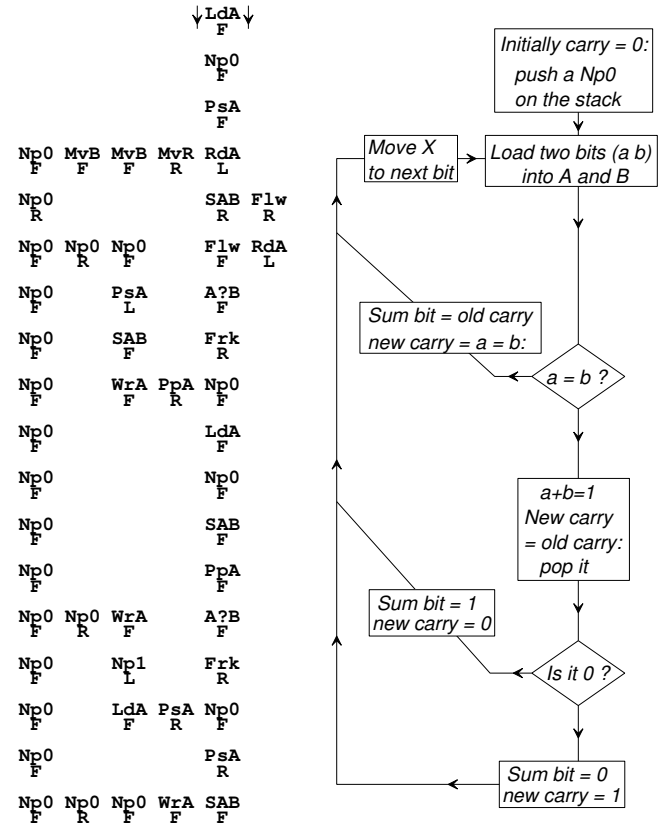 LdA
F
Np0
F
PsA
F
Np0 MvB MvB MvR RdA
F F F R L
Np0 SAB Flw
R R R
Np0 Np0 Np0 Flw RdA
F R F F L
Np0 PsA A?B
F L F
Np0 SAB Frk
F F R
Np0 WrA PpA Np0
F F R F
Np0 LdA
F F
Np0 Np0
F F
Np0 SAB
F F
Np0 PpA
F F
Np0 Np0 WrA A?B
F R F F
Np0 Np1 Frk
F L R
Np0 LdA PsA Np0
F F R F
Np0 PsA
F R
Np0 Np0 Np0 WrA SAB
F R R F F
Initially carry = 0:
push a Np0
on the stack
Move X
to next bit
Load two bits (a b)
into A and B
Sum bit = old carry
new carry = a = b:
a = b ?
a+b=1
New carry
= old carry:
pop it
Sum bit = 1
new carry = 0
Is it 0 ?
Sum bit = 0
new carry = 1